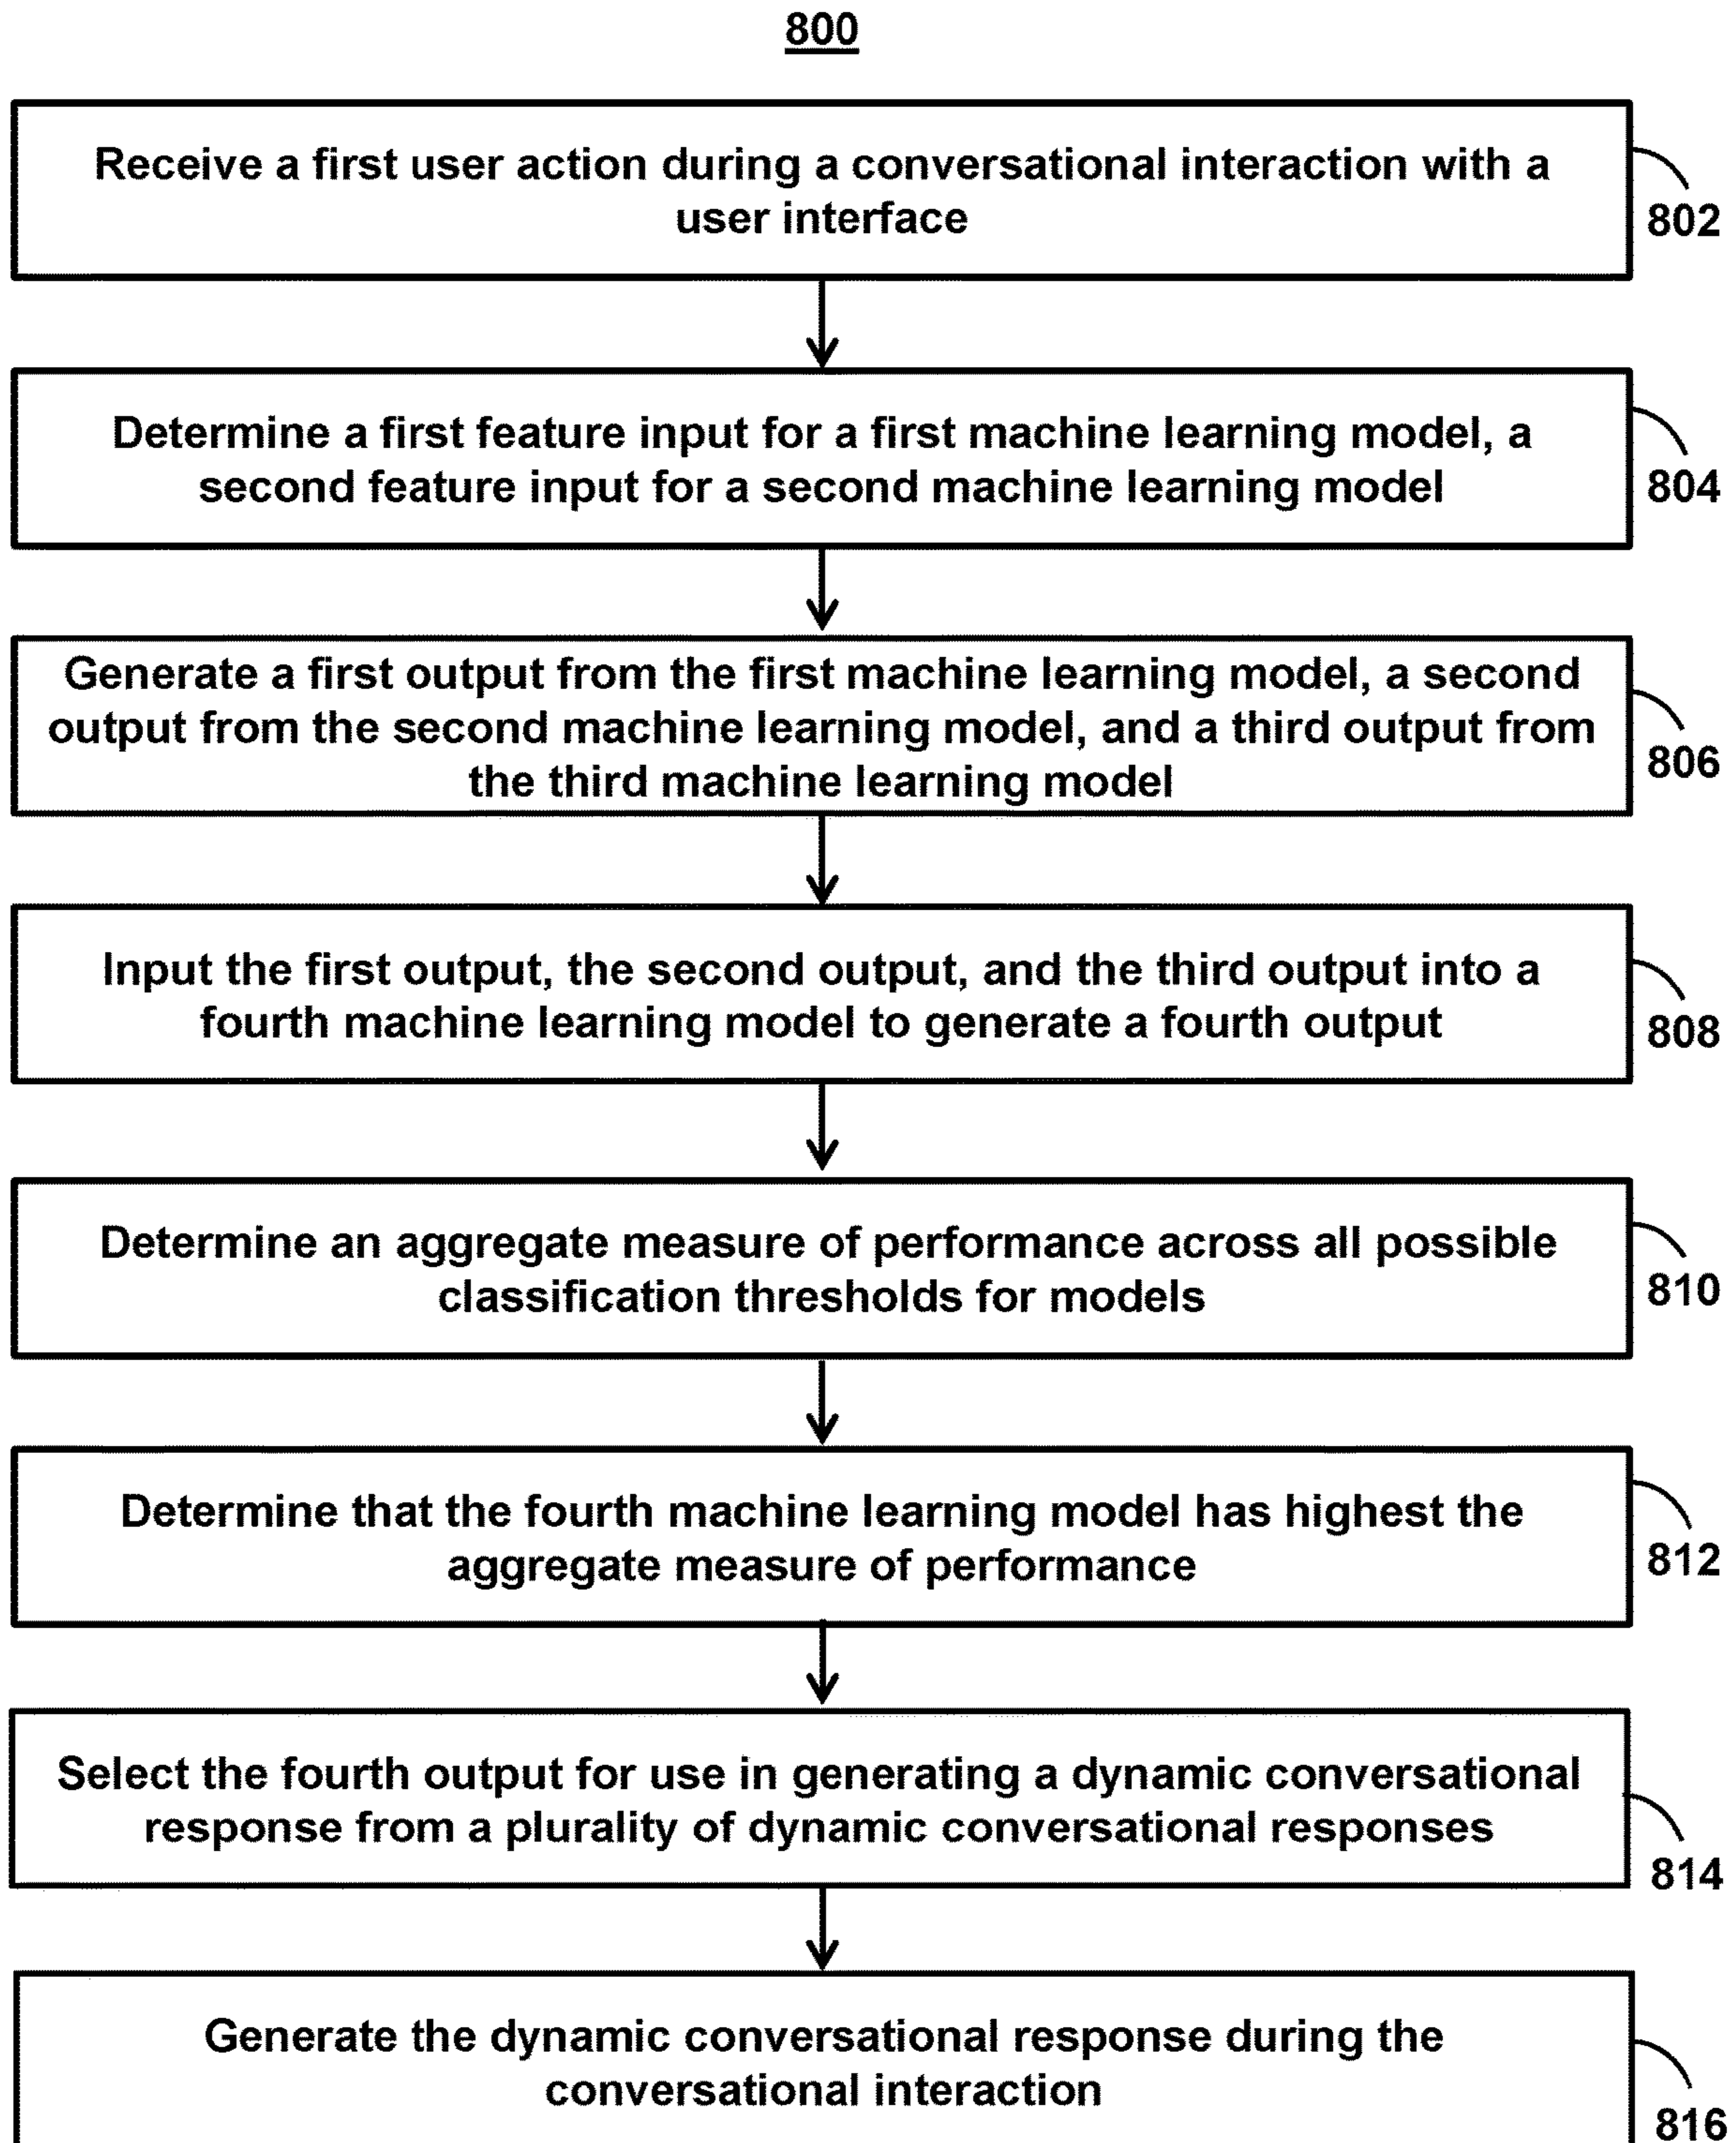 800
Receive a first user action during a conversational interaction with a
user interface
802
Determine a first feature input for a first machine learning model, a
second feature input for a second machine learning model
804
Generate a first output from the first machine learning model, a second
output from the second machine learning model, and a third output from
the third machine learning model
806
Input the first output, the second output, and the third output into a
fourth machine learning model to generate a fourth output
808
Determine an aggregate measure of performance across all possible
classification thresholds for models
810
Determine that the fourth machine learning model has highest the
aggregate measure of performance
812
Select the fourth output for use in generating a dynamic conversational
response from a plurality of dynamic conversational responses
814
Generate the dynamic conversational response during the
conversational interaction
816